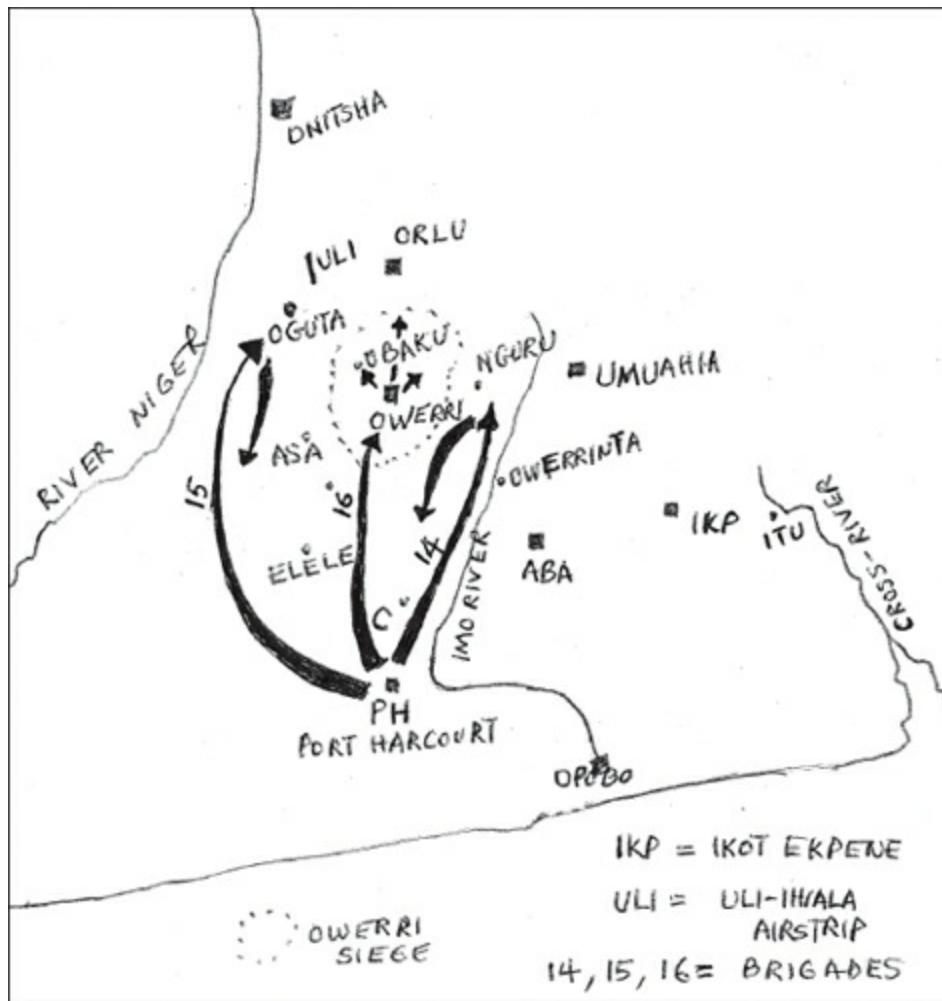 ONITSHA
ULI
ORLU
OGUTA
OBAKU
NGURU
UMUAHIA
RIVER NIGER
OWERRI
ASA
OWERRINTA
15
16
14
IKP
ITU
ELELE
ABA
CROSS-RIVER
IMO RIVER
C
PH
PORT HARCOURT
OPOBO
IKP = IKOT EKPENE
ULI = ULI-IHIALA
AIRSTRIP
OWERRI
SIEGE
14, 15, 16 = BRIGADES